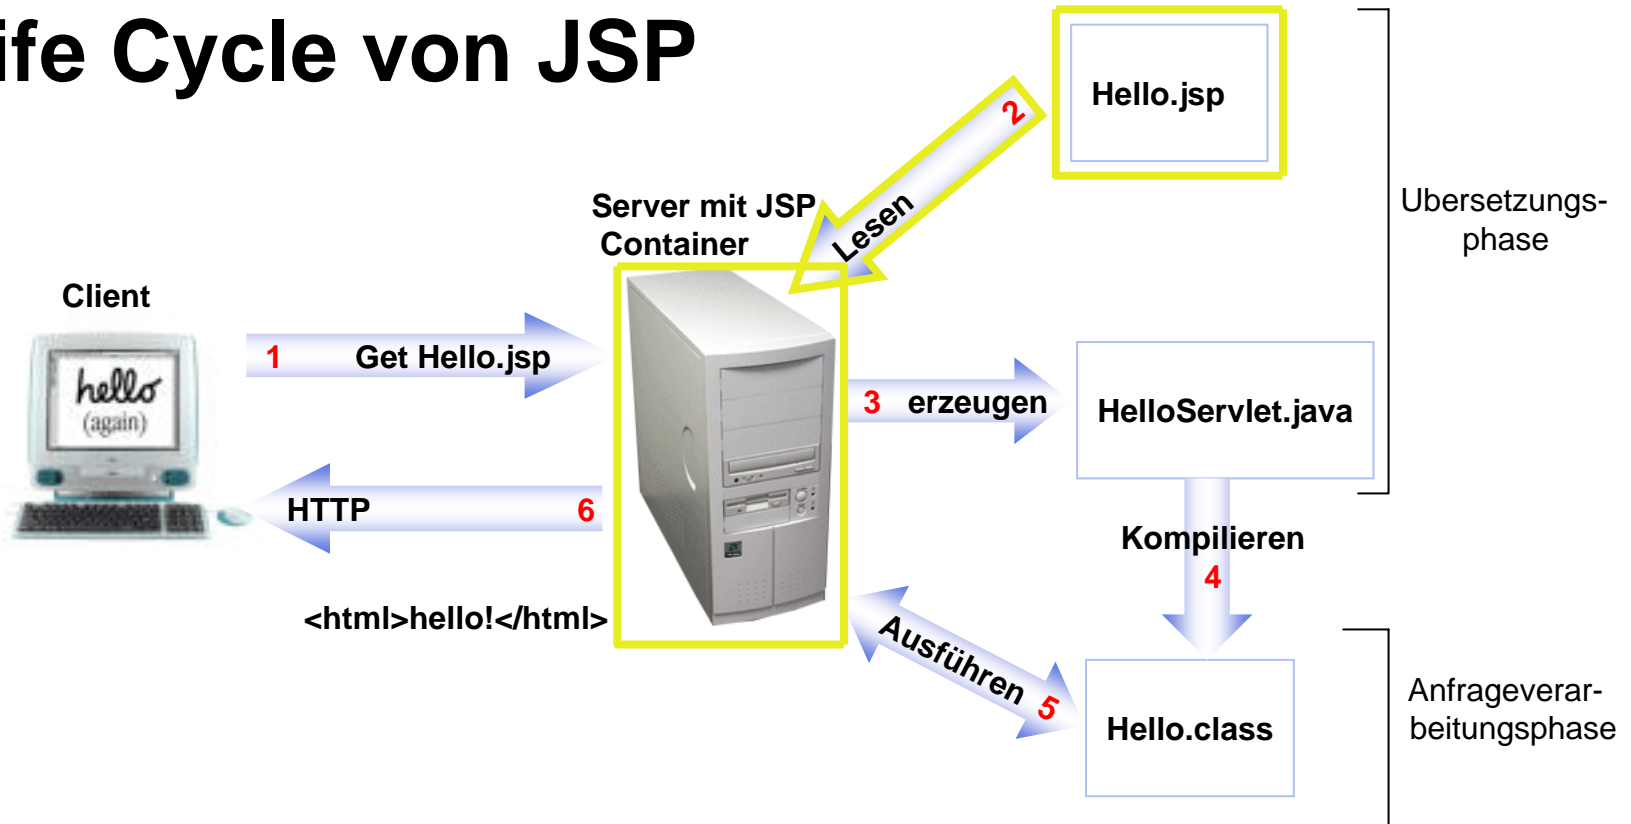 ife Cycle von JSP
Hello.jsp
2
Lesen
Server mit JSP
Container
Ubersetzungs-
phase
Client
hello
(again)
1 Get Hello.jsp
3 erzeugen
HelloServlet.java
HTTP 6
Kompilieren
4
<html>hello!</html>
Ausführen 5
Hello.class
Anfrageverar-
beitungsphase